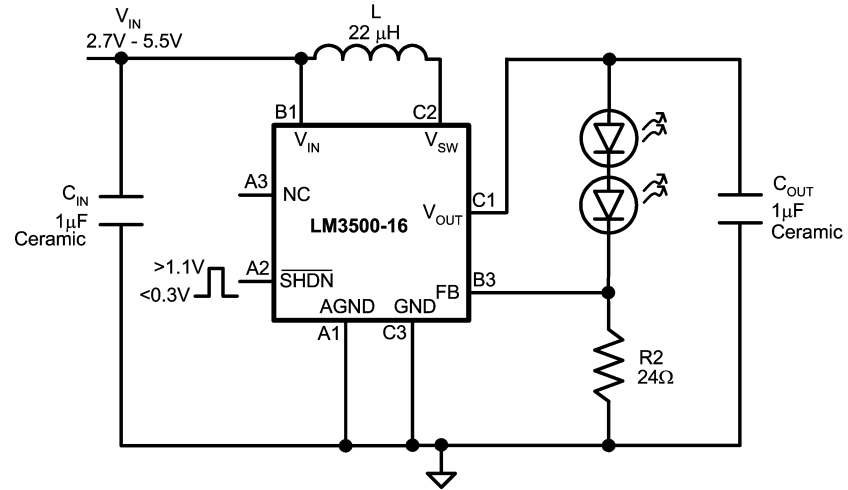 V_IN
2.7V - 5.5V
L
22 μH
B1
C2
V_IN
V_SW
A3
NC
C_IN
1μF
Ceramic
C1
V_OUT
LM3500-16
C_OUT
1μF
Ceramic
>1.1V
<0.3V
A2
SHDN
B3
FB
AGND
GND
A1
C3
R2
24Ω